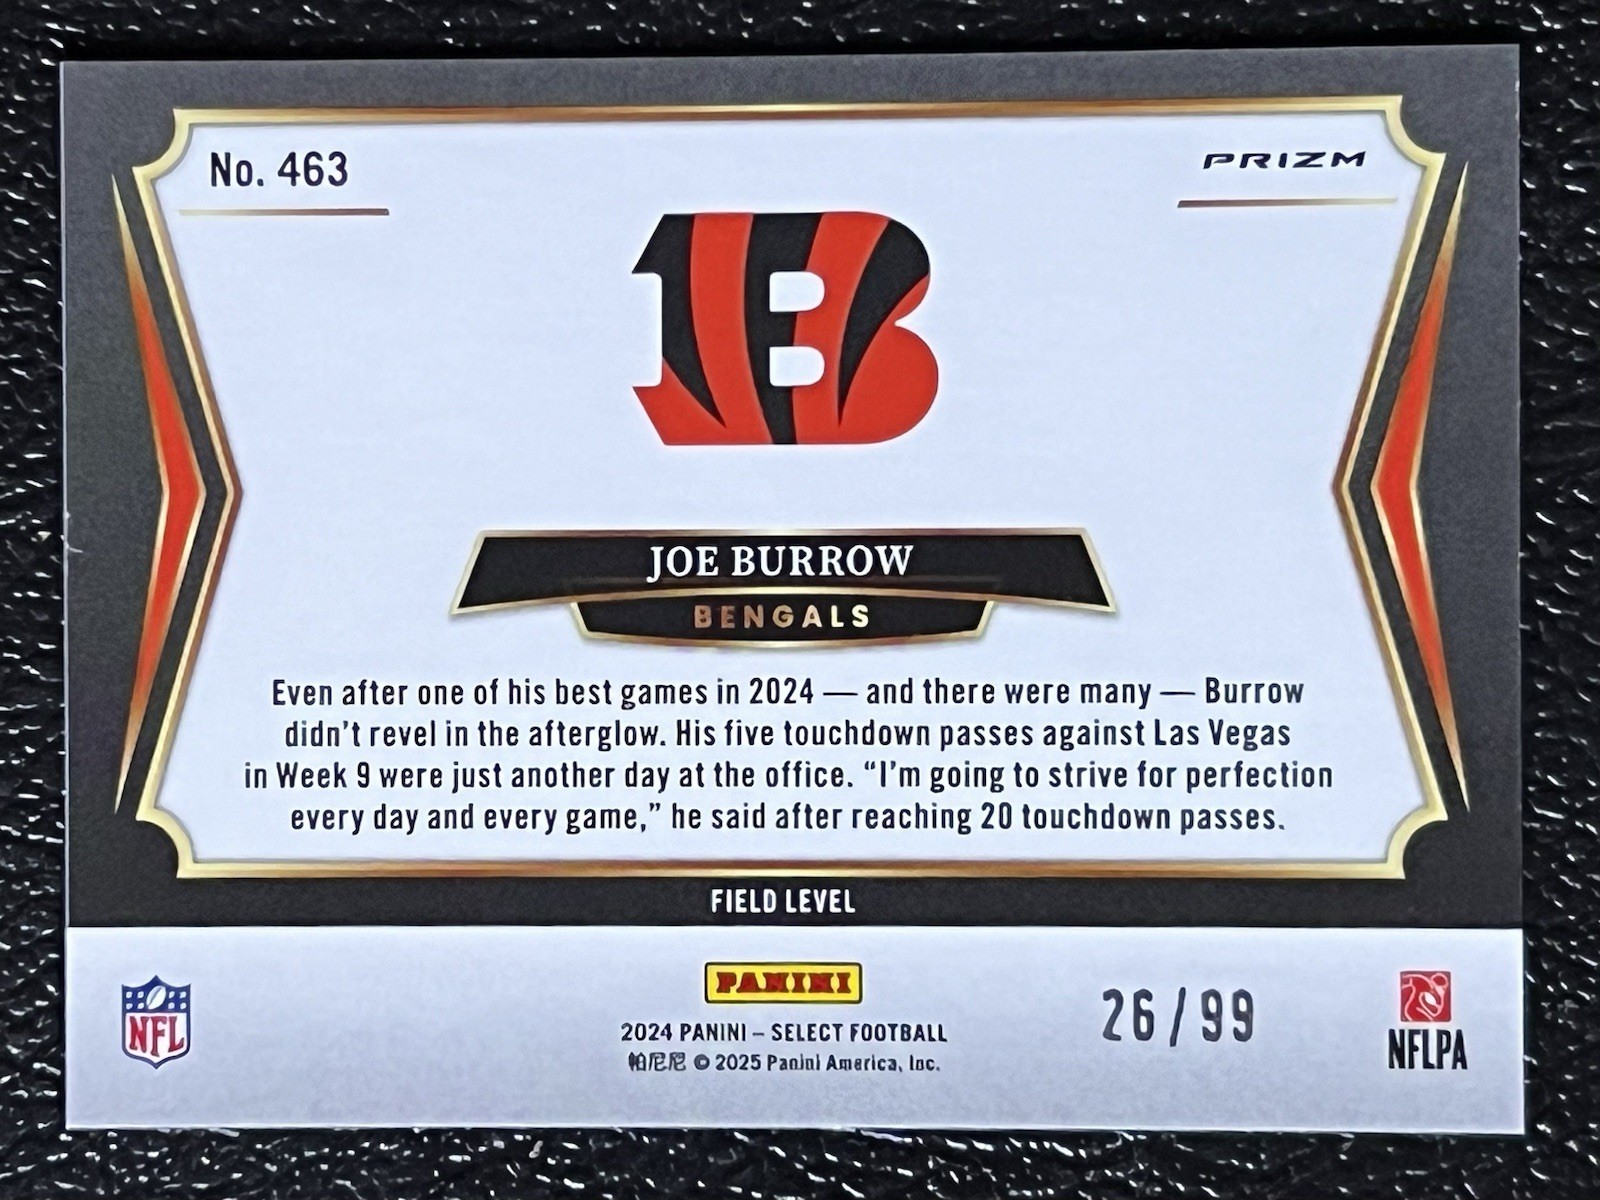 No. 463
PRIZM
JOE BURROW
BENGALS
Even after one of his best games in 2024 — and there were many — Burrow
didn't revel in the afterglow. His five touchdown passes against Las Vegas
in Week 9 were just another day at the office. “I'm going to strive for perfection
every day and every game,” he said after reaching 20 touchdown passes.
FIELD LEVEL
NFL
PANINI
2024 PANINI – SELECT FOOTBALL
帕尼尼 © 2025 Panini America, Inc.
26/99
NFLPA